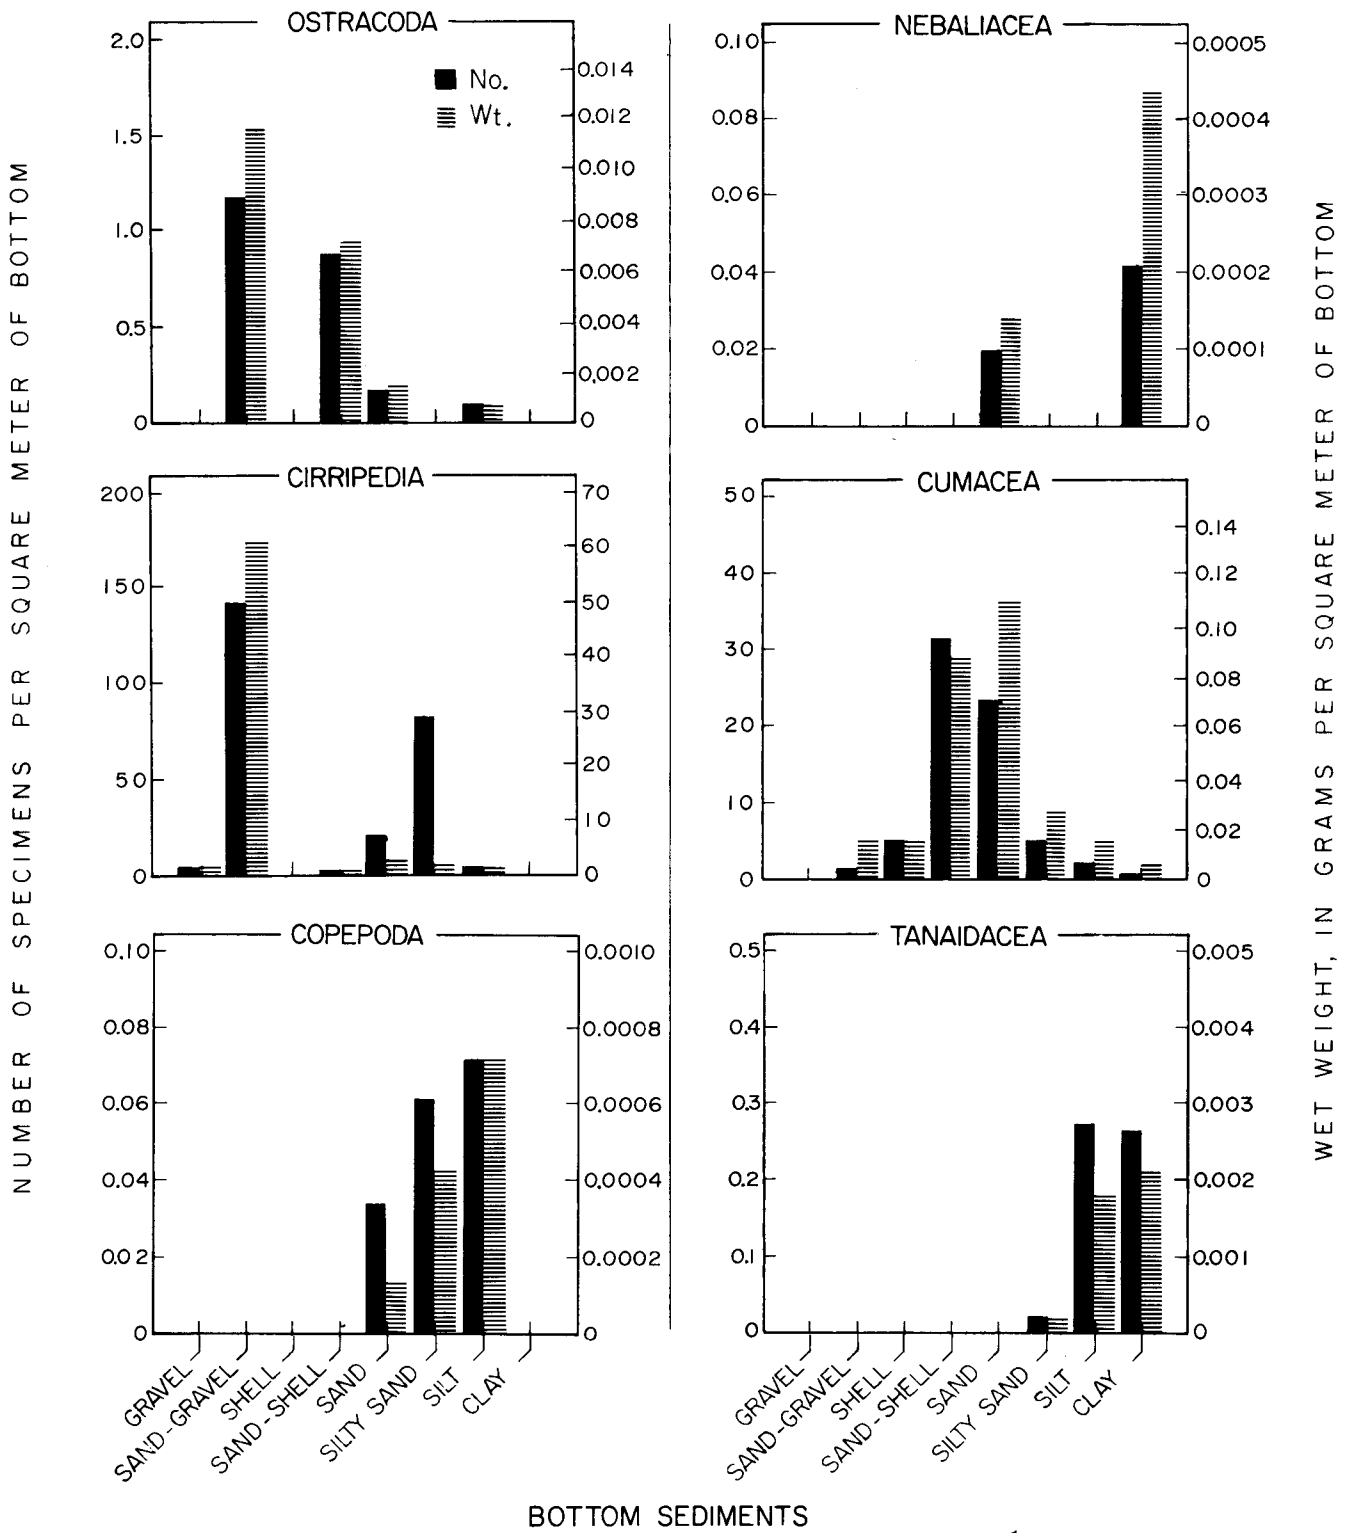 NUMBER OF SPECIMENS PER SQUARE METER OF BOTTOM
OSTRACODA
No.
Wt.
2.0
1.5
1.0
0.5
0
0.014
0.012
0.010
0.008
0.006
0.004
0.002
0
CIRRIPEDIA
200
150
100
50
0
70
60
50
40
30
20
10
0
COPEPODA
0.10
0.08
0.06
0.04
0.02
0
0.0010
0.0008
0.0006
0.0004
0.0002
0
GRAVEL
SAND-GRAVEL
SHELL
SAND-SHELL
SAND
SILTY SAND
SILT
CLAY
NEBALIACEA
0.10
0.08
0.06
0.04
0.02
0
0.0005
0.0004
0.0003
0.0002
0.0001
0
CUMACEA
50
40
30
20
10
0
0.14
0.12
0.10
0.08
0.06
0.04
0.02
0
TANAIDACEA
0.5
0.4
0.3
0.2
0.1
0
0.005
0.004
0.003
0.002
0.001
0
GRAVEL
SAND-GRAVEL
SHELL
SAND-SHELL
SAND
SILTY SAND
SILT
CLAY
WET WEIGHT, IN GRAMS PER SQUARE METER OF BOTTOM
BOTTOM SEDIMENTS